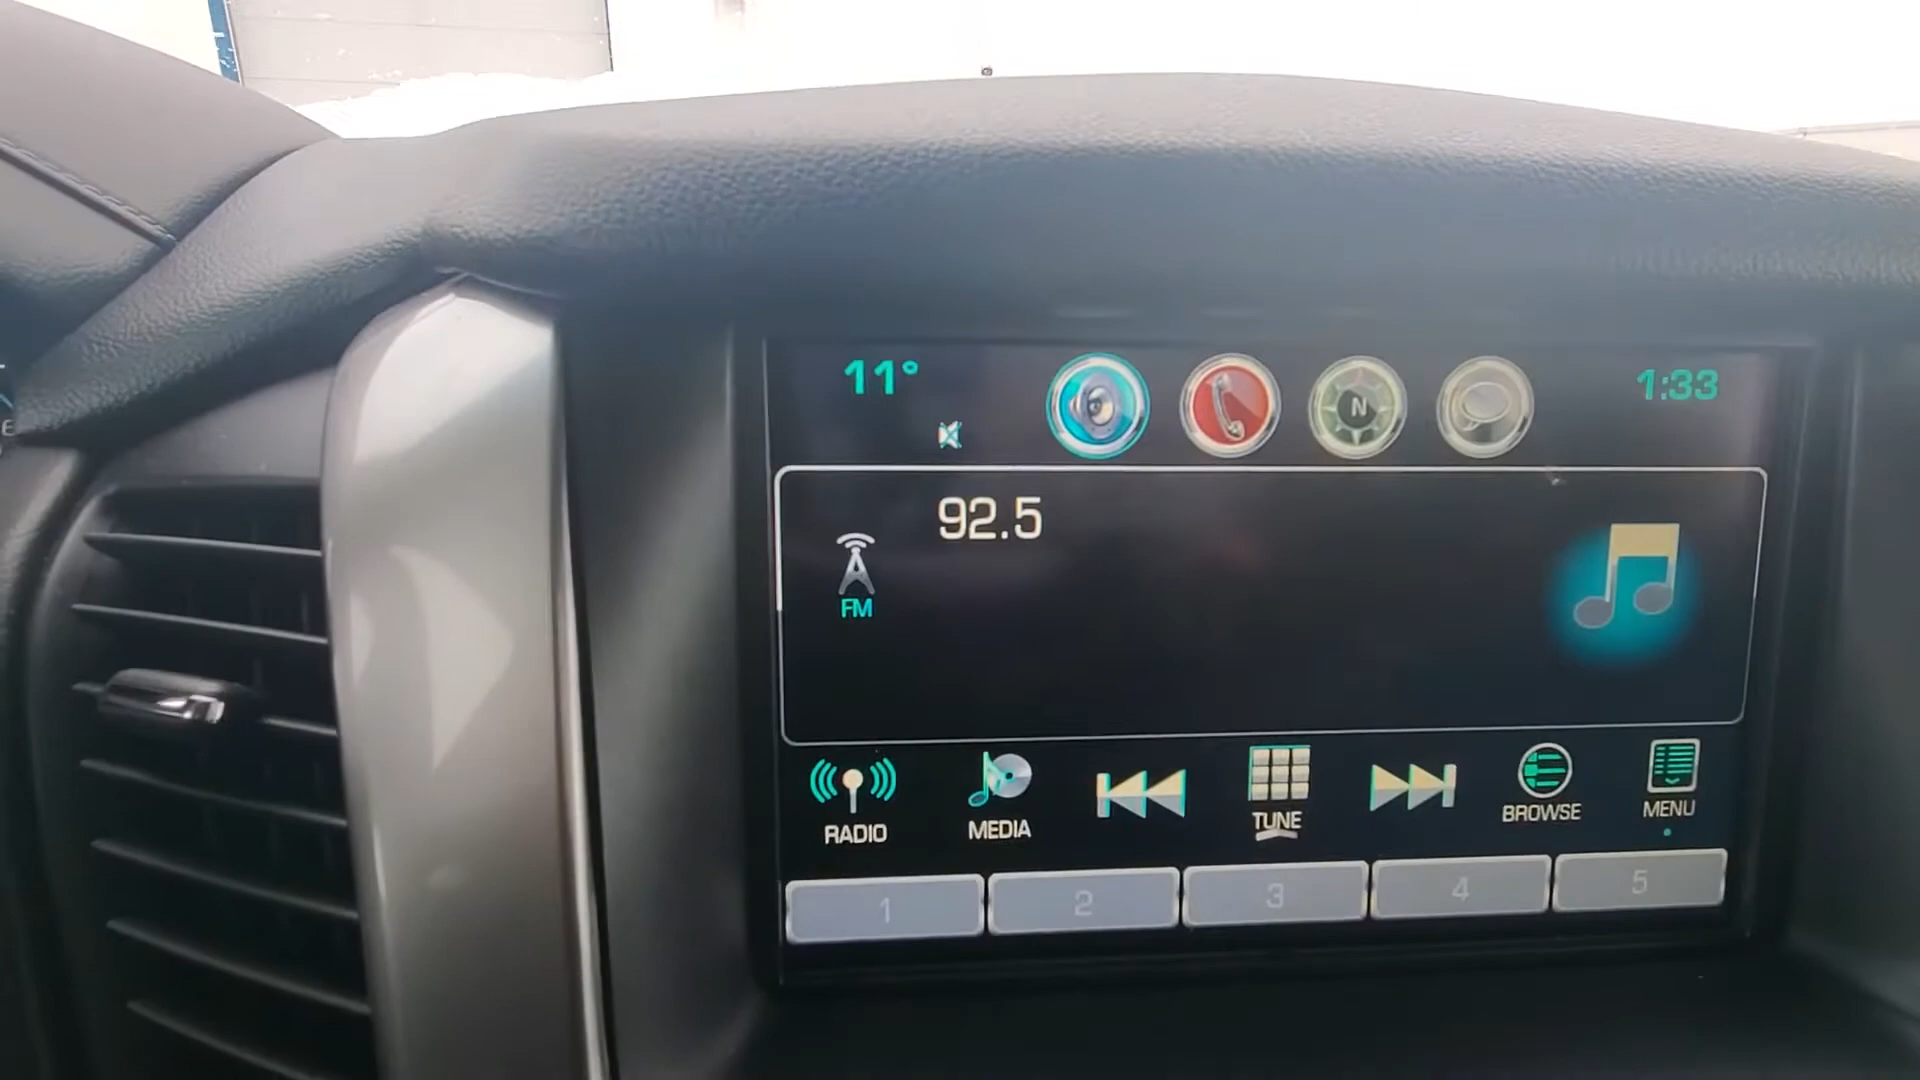 11°
N
1:33
92.5
FM
RADIO
MEDIA
TUNE
BROWSE
MENU
1
2
3
4
5
E